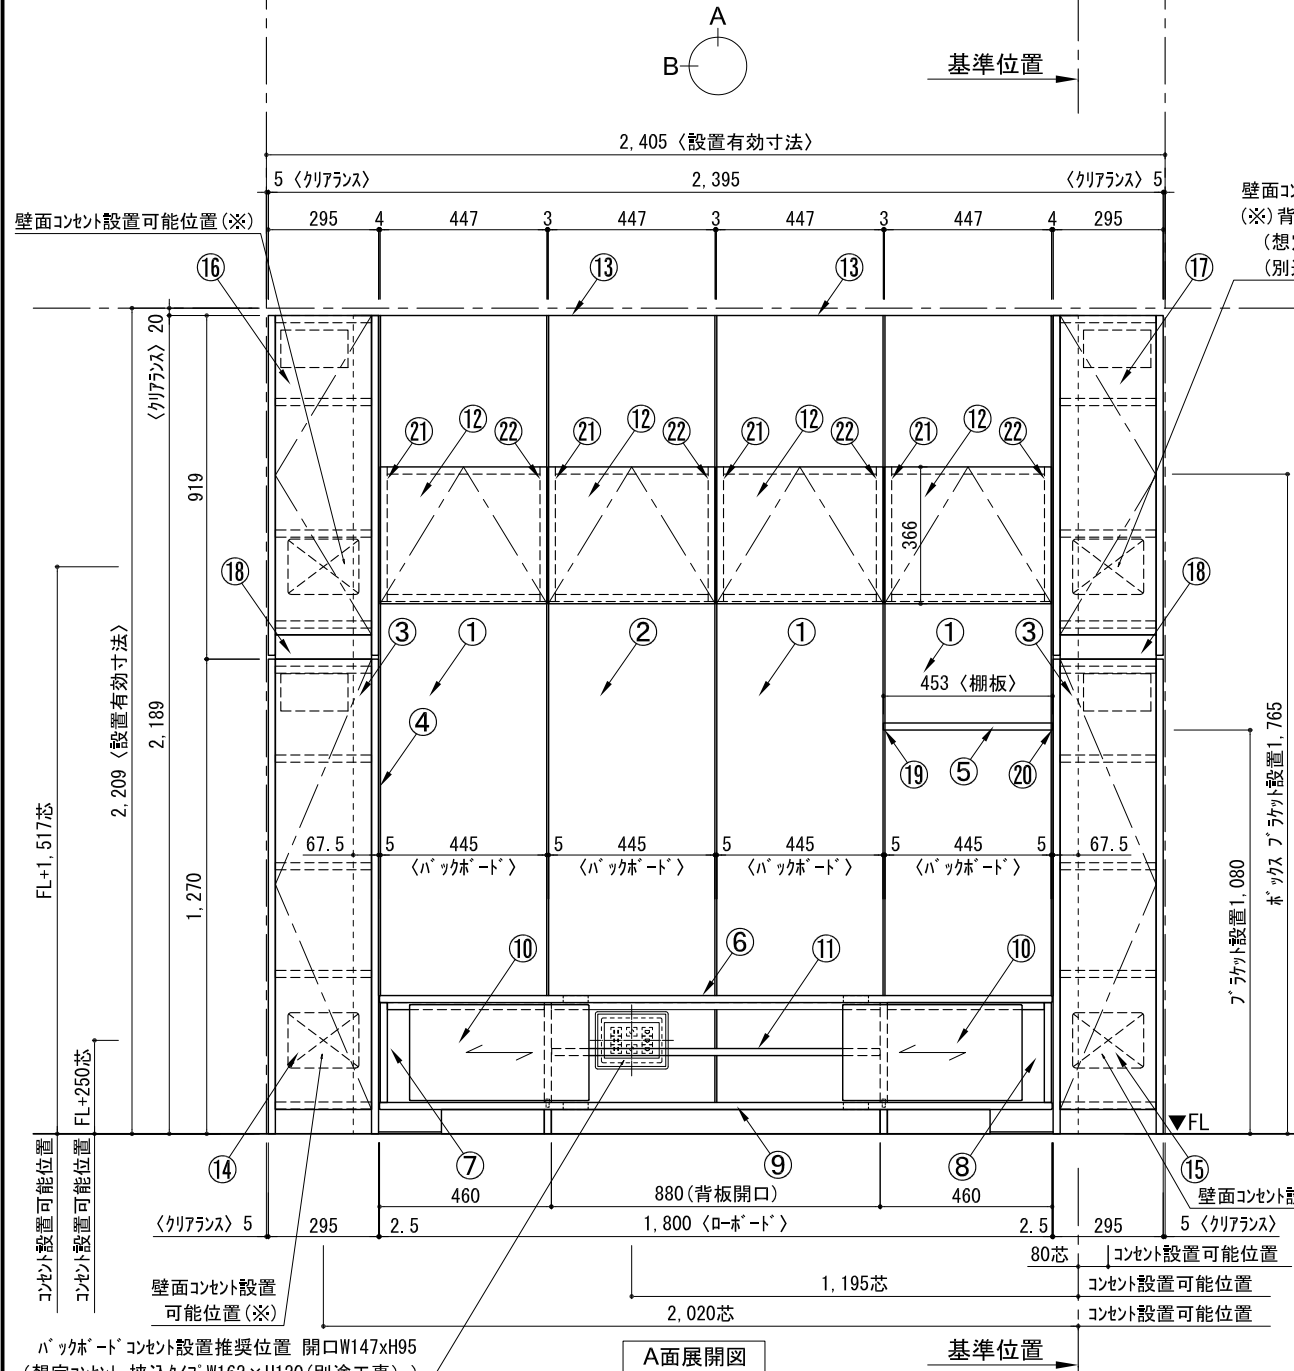 A
B
基準位置
2,405〈設置有効寸法〉
5〈クリアランス〉
2,395
〈クリアランス〉5
壁面コンセント設置可能位置(※)
295
4
447
3
447
3
447
3
447
4
295
(※)背
⑯
⑬
⑬
⑰
〈クリアランス〉20
919
㉑
⑫
㉒
㉑
⑫
㉒
㉑
⑫
㉒
㉑
⑫
㉒
366
⑱
⑱
③
①
②
①
①
③
453〈棚板〉
④
⑲
⑤
⑳
2,209〈設置有効寸法〉
2,189
FL+1,517芯
1,270
67.5
5
445
5
445
5
445
5
445
5
67.5
〈バックボード〉
〈バックボード〉
〈バックボード〉
〈バックボード〉
ブラケット設置1,080
ボックス ブラケット設置1,765
⑩
⑥
⑪
⑩
FL+250芯
▼FL
⑭
⑦
⑨
⑧
⑮
コンセント設置可能位置
コンセント設置可能位置
460
880(背板開口)
460
〈クリアランス〉5
295
2.5
1,800〈ローボード〉
2.5
295
5〈クリアランス〉
80芯
コンセント設置可能位置
壁面コンセント設置
可能位置(※)
1,195芯
コンセント設置可能位置
2,020芯
コンセント設置可能位置
バックボードコンセント設置推奨位置 開口W147xH95
A面展開図
基準位置